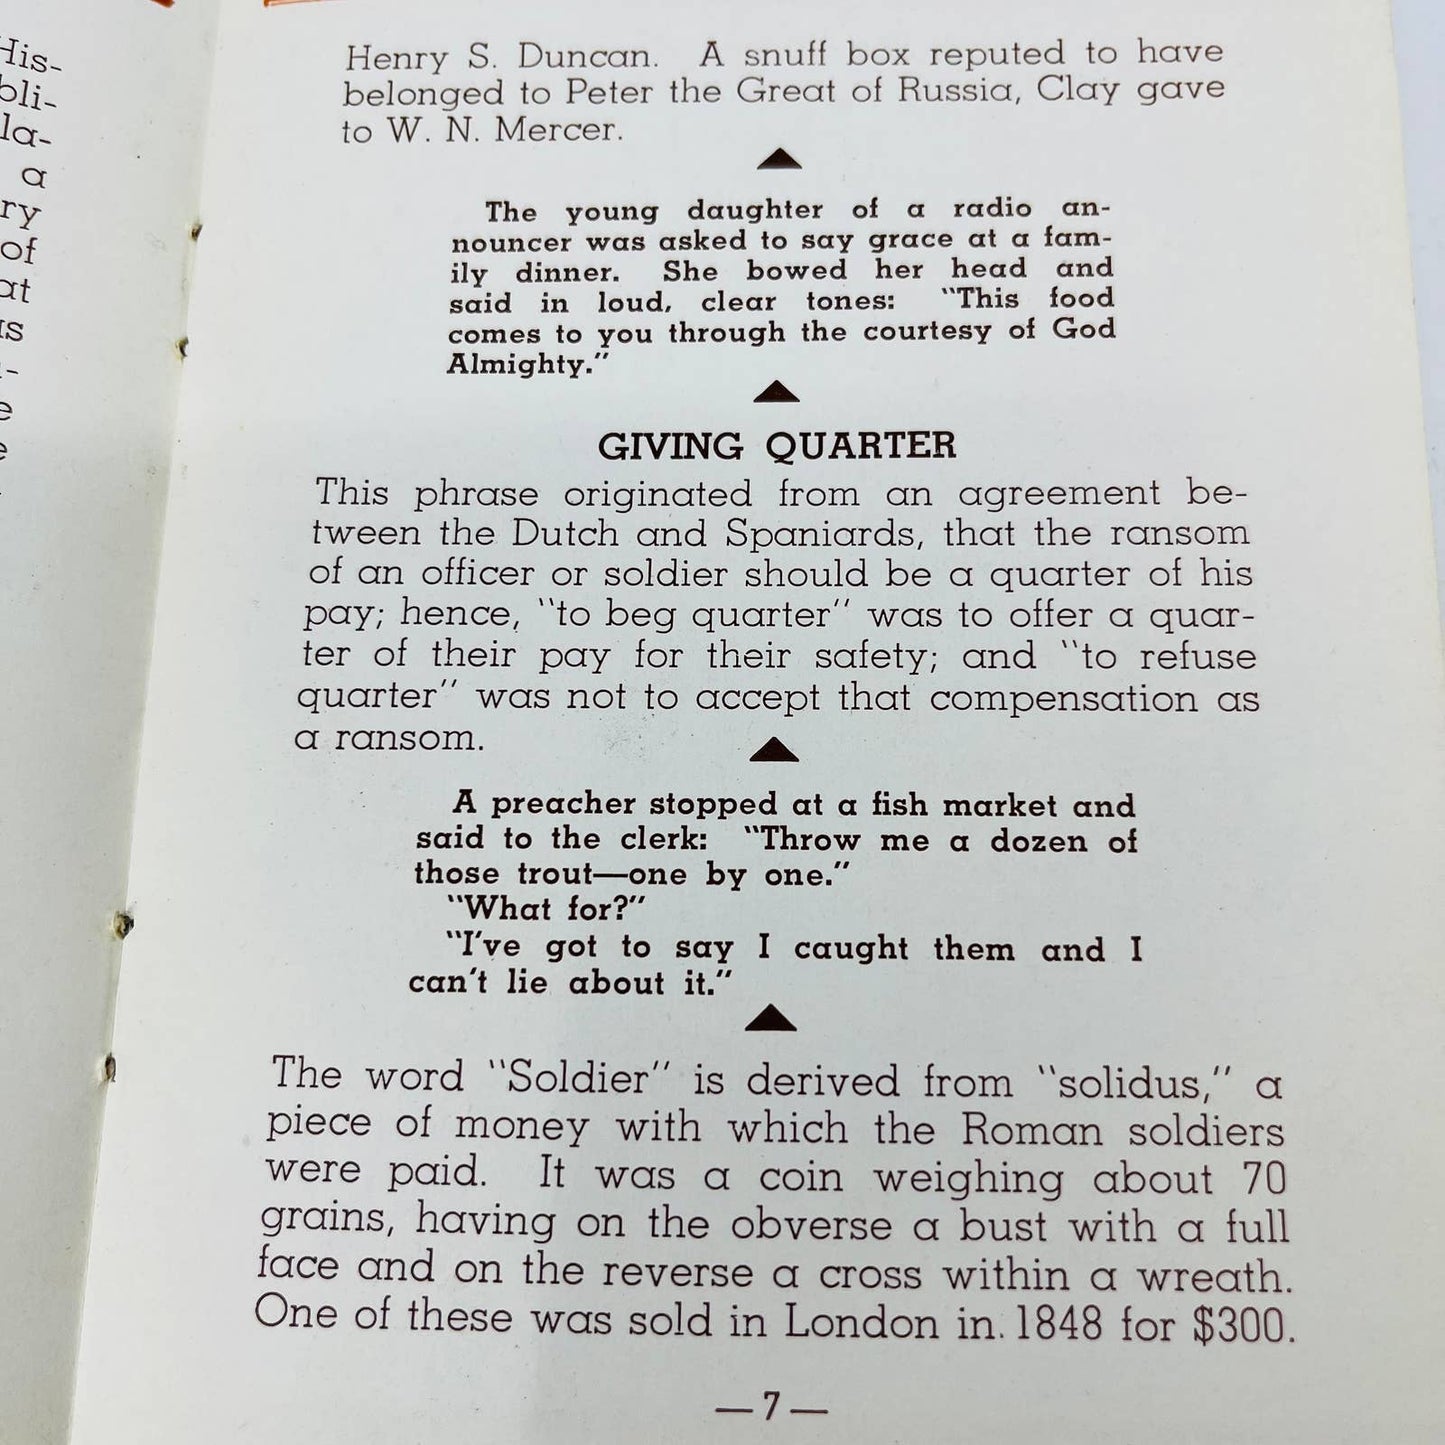 His-
bli-
la-
a
ry
of
at
is
-
e
e
Henry S. Duncan. A snuff box reputed to have
belonged to Peter the Great of Russia, Clay gave
to W. N. Mercer.
The young daughter of a radio an-
nouncer was asked to say grace at a fam-
ily dinner. She bowed her head and
said in loud, clear tones: "This food
comes to you through the courtesy of God
Almighty."
GIVING QUARTER
This phrase originated from an agreement be-
tween the Dutch and Spaniards, that the ransom
of an officer or soldier should be a quarter of his
pay; hence, "to beg quarter" was to offer a quar-
ter of their pay for their safety; and "to refuse
quarter" was not to accept that compensation as
a ransom.
A preacher stopped at a fish market and
said to the clerk: "Throw me a dozen of
those trout—one by one."
"What for?"
"I've got to say I caught them and I
can't lie about it."
The word "Soldier" is derived from "solidus," a
piece of money with which the Roman soldiers
were paid. It was a coin weighing about 70
grains, having on the obverse a bust with a full
face and on the reverse a cross within a wreath.
One of these was sold in London in. 1848 for $300.
—7—